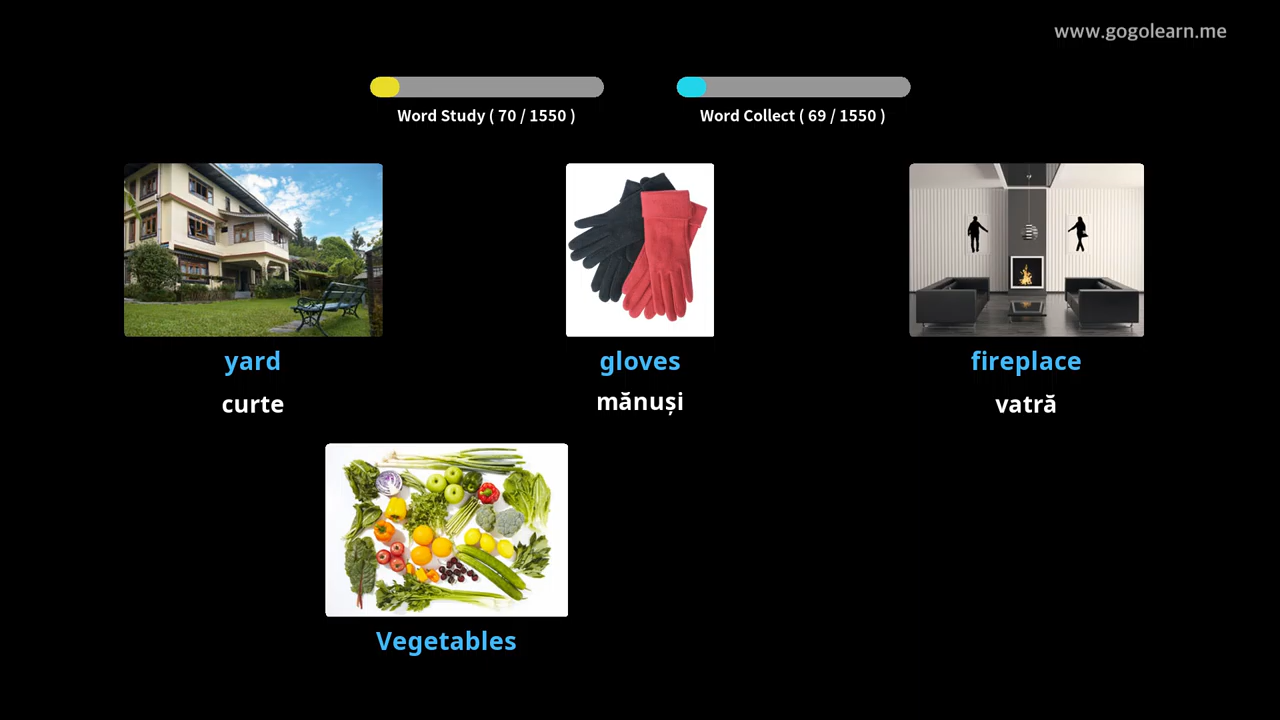 www.gogolearn.me
Word Study ( 70 / 1550 )
Word Collect ( 69 / 1550 )
yard
gloves
fireplace
curte
mănuși
vatră
Vegetables